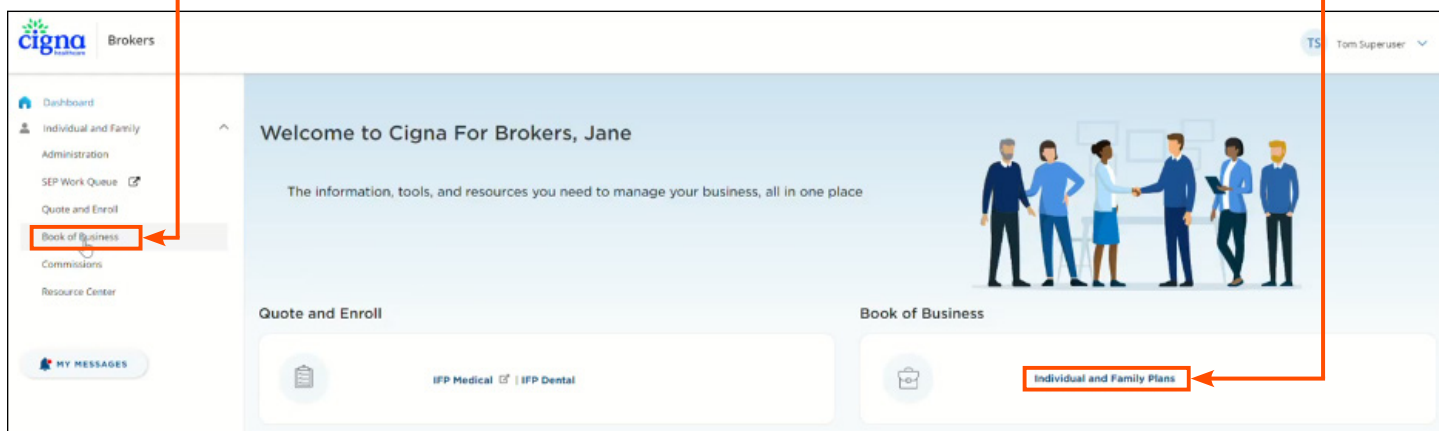 cigna
healthcare
Brokers
TS Tom Superuser
Dashboard
Individual and Family
Administration
SEP Work Queue
Quote and Enroll
Book of Business
Commissions
Resource Center
MY MESSAGES
Welcome to Cigna For Brokers, Jane
The information, tools, and resources you need to manage your business, all in one place
Quote and Enroll
IFP Medical | IFP Dental
Book of Business
Individual and Family Plans